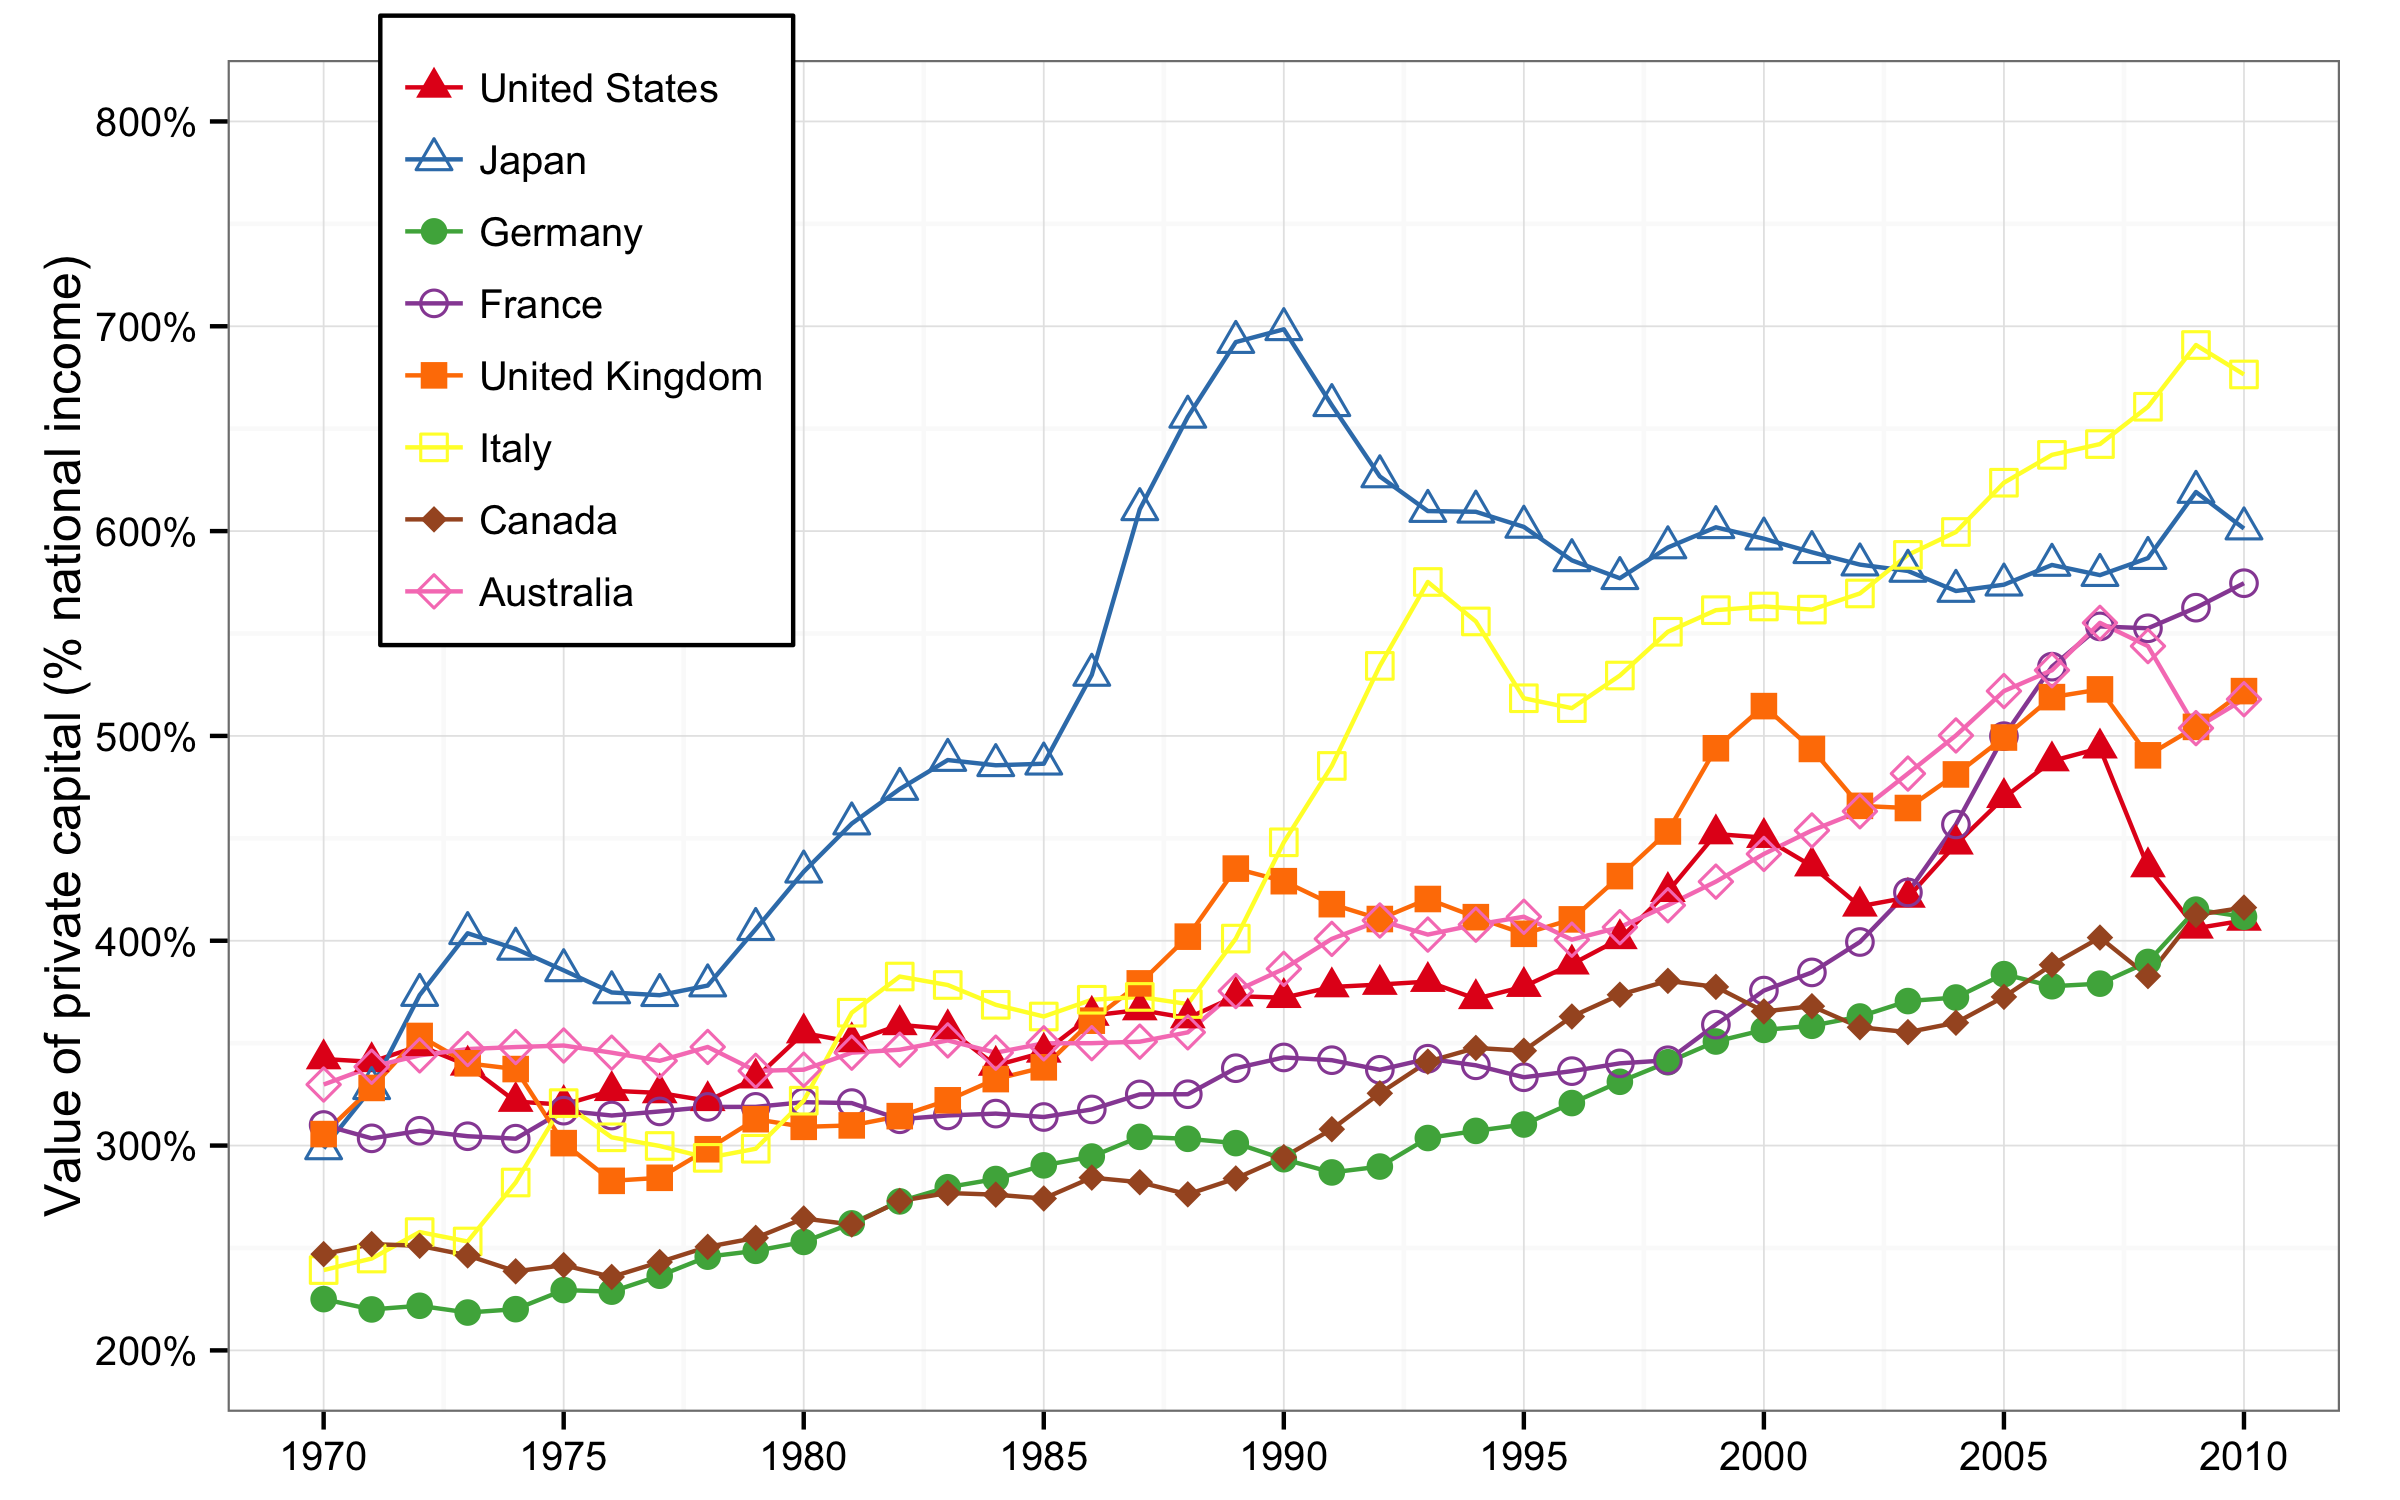 United States
Japan
Germany
France
United Kingdom
Italy
Canada
Australia
Value of private capital (% national income)
800%
700%
600%
500%
400%
300%
200%
1970 1975 1980 1985 1990 1995 2000 2005 2010